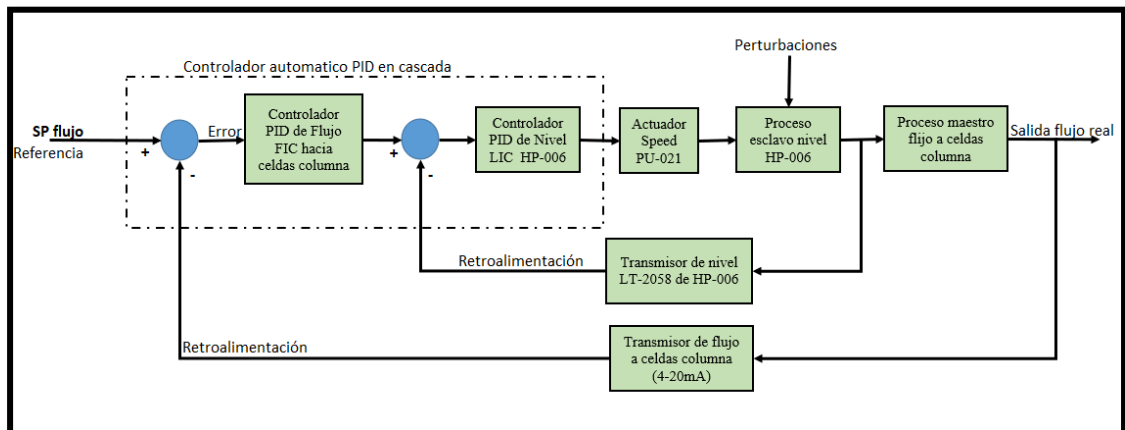 Perturbaciones
Controlador automatico PID en cascada
SP flujo
Referencia
+
-
Error
Controlador
PID de Flujo
FIC hacia
celdas columna
+
-
Controlador
PID de Nivel
LIC HP-006
Actuador
Speed
PU-021
Proceso
esclavo nivel
HP-006
Proceso maestro
flijo a celdas
columna
Salida flujo real
Retroalimentación
Transmisor de nivel
LT-2058 de HP-006
Retroalimentación
Transmisor de flujo
a celdas columna
(4-20mA)